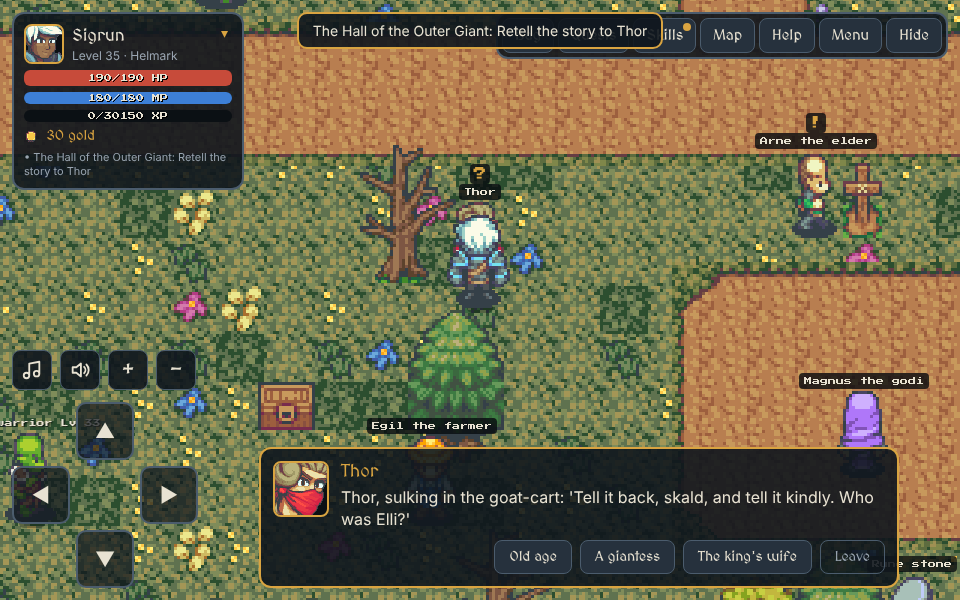 Sigrun
Level 35 · Helmark
190/190 HP
180/180 MP
0/30150 XP
30 gold
• The Hall of the Outer Giant: Retell the
story to Thor
The Hall of the Outer Giant: Retell the story to Thor
Map
Help
Menu
Hide
!
Arne the elder
?
Thor
Magnus the godi
Egil the farmer
+
-
Thor
Thor, sulking in the goat-cart: 'Tell it back, skald, and tell it kindly. Who
was Elli?'
Old age
A giantess
The king's wife
Leave
stone